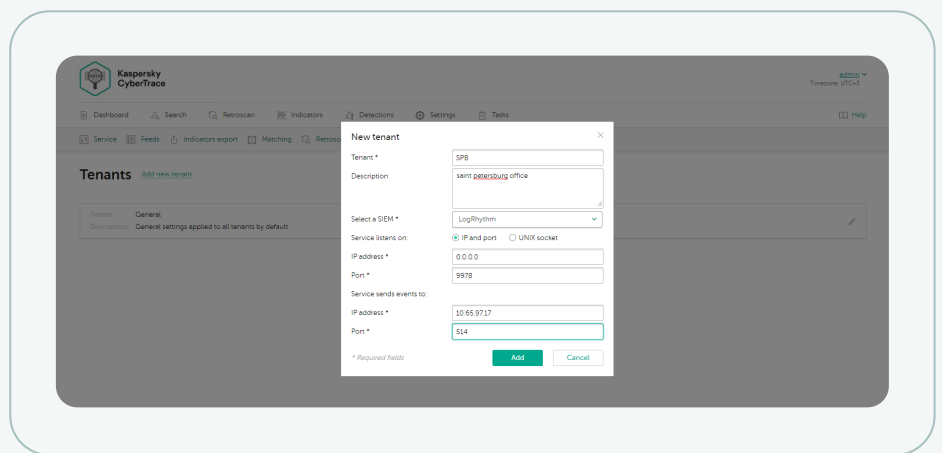 Kaspersky
CyberTrace
admin
Timezone: UTC+3
Dashboard Search Retroscan Indicators Detections Settings Tasks Help
Service Feeds Indicators export Matching Retrosc
Tenants Add new tenant
Tenant: General
Description: General settings applied to all tenants by default
New tenant
Tenant * SPB
Description saint petersburg office
Select a SIEM * LogRhythm
Service listens on: IP and port UNIX socket
IP address * 0.0.0.0
Port * 9978
Service sends events to:
IP address * 10.65.97.17
Port * 514
* Required fields Add Cancel